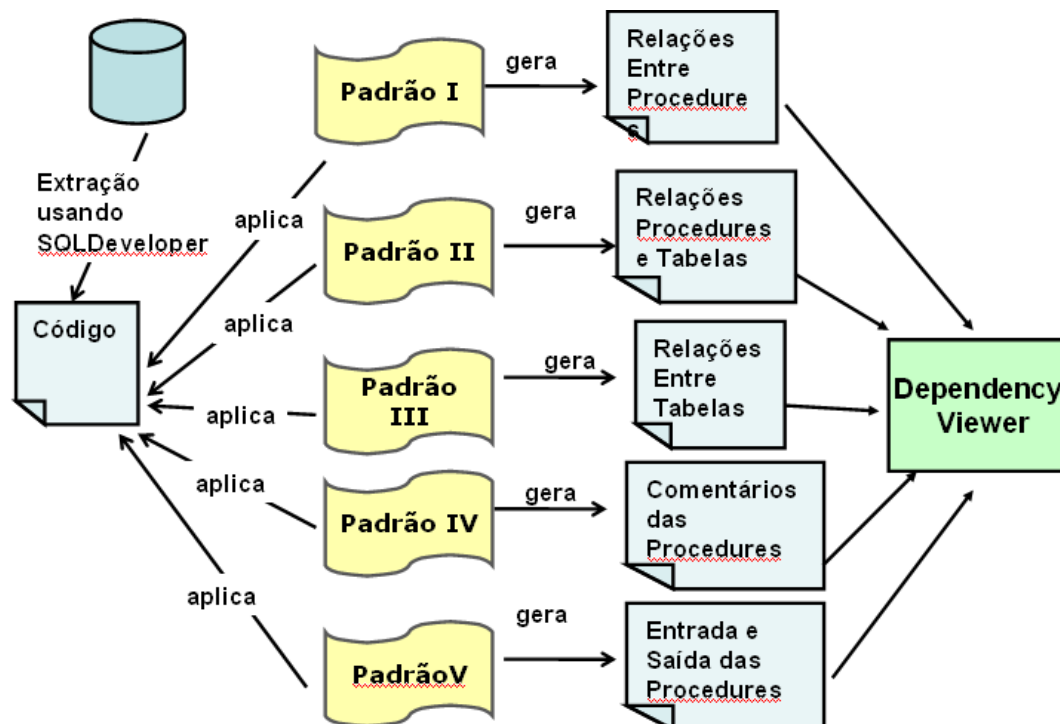 Padrão I
gera
Relações
Entre
Procedure
s
Extração
usando
SQLDeveloper
aplica
Padrão II
gera
Relações
Procedures
e Tabelas
Código
aplica
Padrão
III
gera
Relações
Entre
Tabelas
Dependency
Viewer
aplica
aplica
Padrão IV
gera
Comentários
das
Procedures
aplica
PadrãoV
gera
Entrada e
Saída das
Procedures